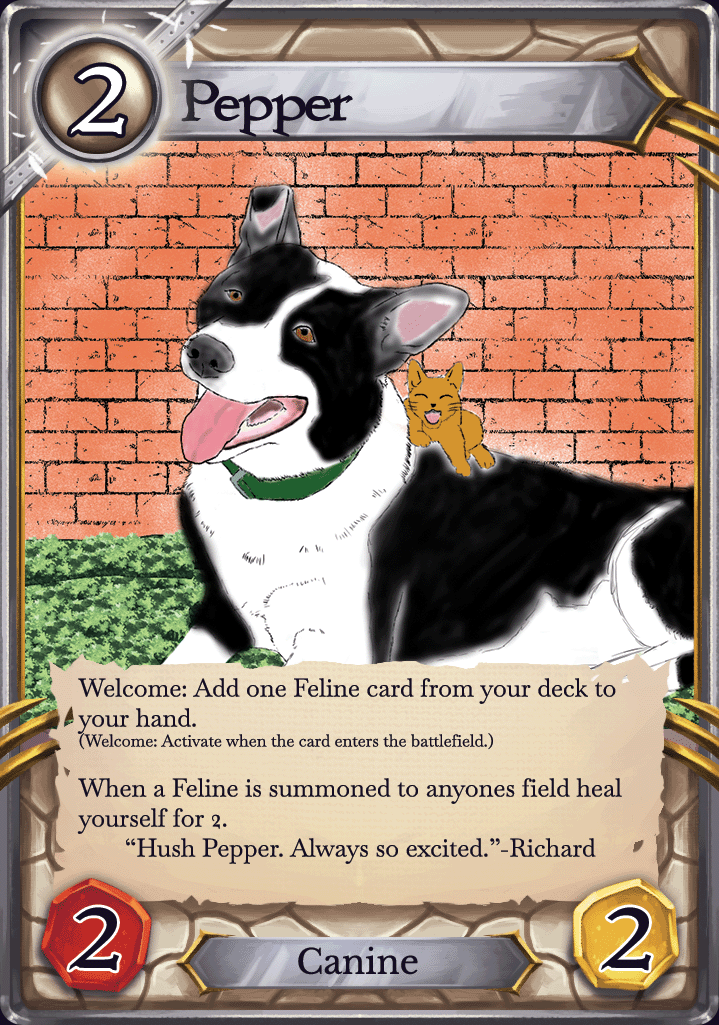 2
Pepper
Welcome: Add one Feline card from your deck to
your hand.
(Welcome: Activate when the card enters the battlefield.)
When a Feline is summoned to anyones field heal
yourself for 2.
“Hush Pepper. Always so excited.”-Richard
2
Canine
2